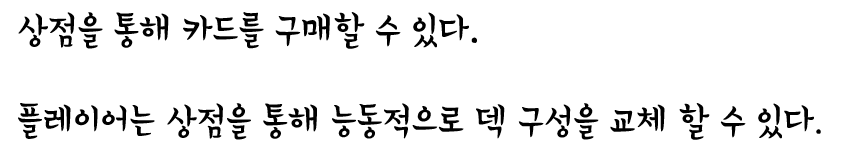 상점을 통해 카드를 구매할 수 있다.
플레이어는 상점을 통해 능동적으로 덱 구성을 교체 할 수 있다.